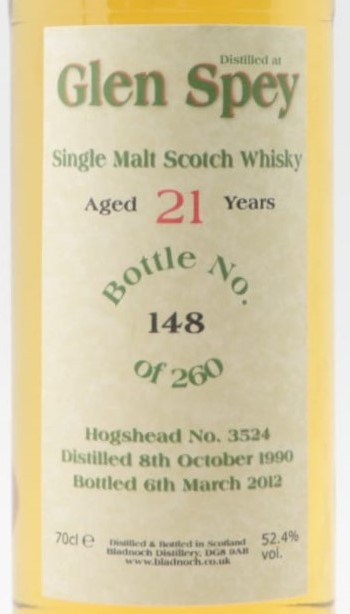 Distilled at
Glen Spey
Single Malt Scotch Whisky
Aged 21 Years
Bottle No.
148
of 260
Hogshead No. 3524
Distilled 8th October 1990
Bottled 6th March 2012
70cl ℮
Distilled & Bottled in Scotland
Bladnoch Distillery, DG8 9AB
www.bladnoch.co.uk
52.4%
vol.